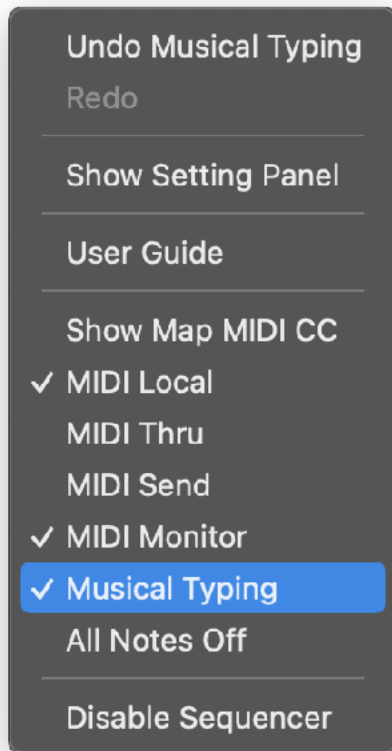 Undo Musical Typing
Redo
Show Setting Panel
User Guide
Show Map MIDI CC
✓ MIDI Local
MIDI Thru
MIDI Send
✓ MIDI Monitor
✓ Musical Typing
All Notes Off
Disable Sequencer